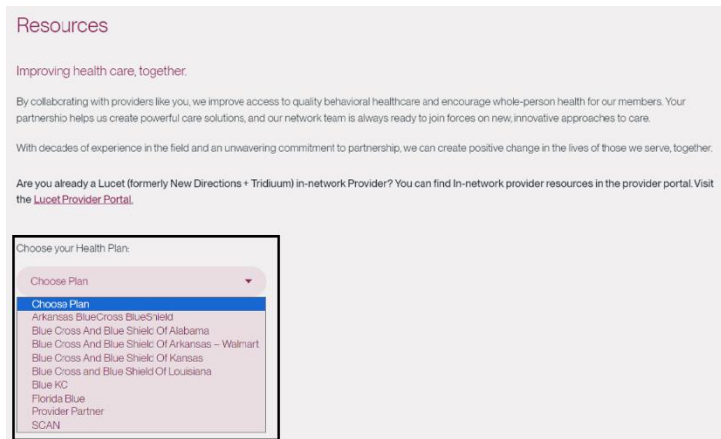 Resources
Improving health care, together.
By collaborating with providers like you, we improve access to quality behavioral healthcare and encourage whole-person health for our members. Your
partnership helps us create powerful care solutions, and our network team is always ready to join forces on new, innovative approaches to care.
With decades of experience in the field and an unwavering commitment to partnership, we can create positive change in the lives of those we serve, together.
Are you already a Lucet (formerly New Directions + Tridiuum) in-network Provider? You can find In-network provider resources in the provider portal. Visit
the Lucet Provider Portal.
Choose your Health Plan:
Choose Plan
Choose Plan
Arkansas BlueCross BlueShield
Blue Cross And Blue Shield Of Alabama
Blue Cross And Blue Shield Of Arkansas – Walmart
Blue Cross And Blue Shield Of Kansas
Blue Cross and Blue Shield Of Louisiana
Blue KC
Florida Blue
Provider Partner
SCAN